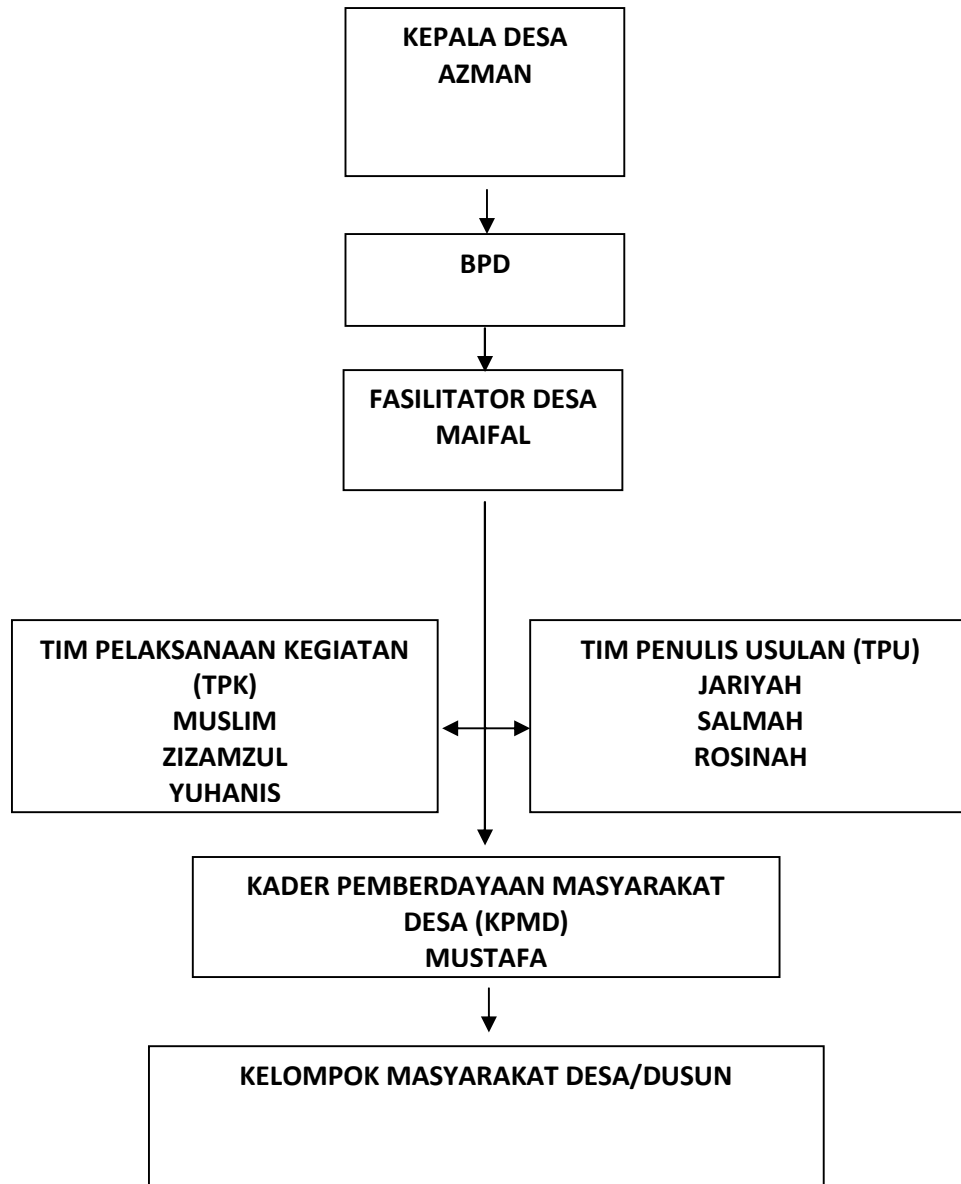 KEPALA DESA
AZMAN
BPD
FASILITATOR DESA
MAIFAL
TIM PELAKSANAAN KEGIATAN
(TPK)
MUSLIM
ZIZAMZUL
YUHANIS
TIM PENULIS USULAN (TPU)
JARIYAH
SALMAH
ROSINAH
KADER PEMBERDAYAAN MASYARAKAT
DESA (KPMD)
MUSTAFA
KELOMPOK MASYARAKAT DESA/DUSUN